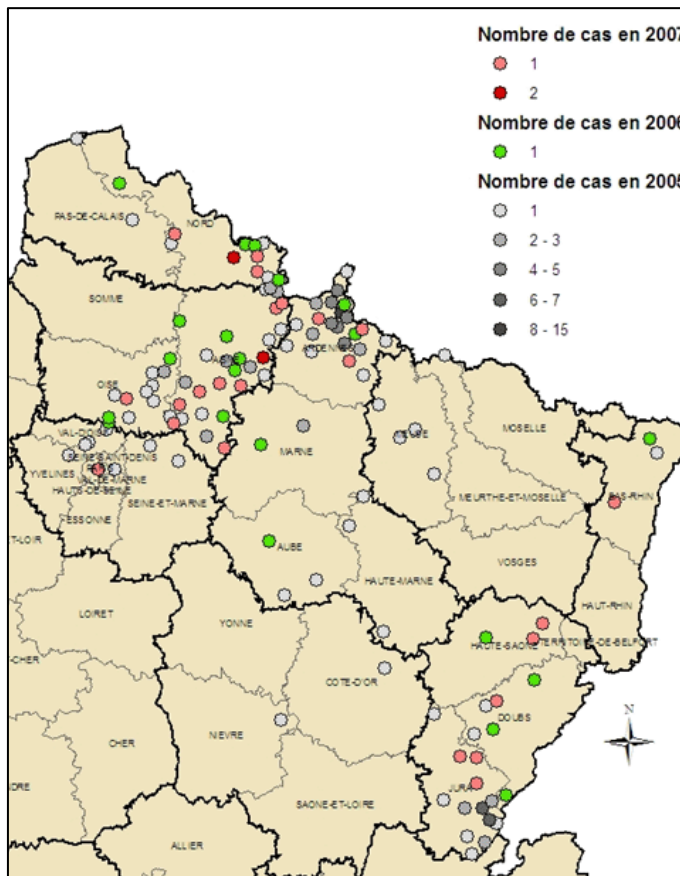 Nombre de cas en 2007
1
2
Nombre de cas en 2006
1
Nombre de cas en 2005
1
2 - 3
4 - 5
6 - 7
8 - 15
PAS-DE-CALAIS
NORD
SOMME
AISNE
ARDENNES
OISE
VAL-D'OISE
SEINE-SAINT-DENIS
PARIS
YVELINES
VAL-DE-MARNE
HAUTS-DE-SEINE
SEINE-ET-MARNE
ESSONNE
MARNE
MEUSE
MOSELLE
MEURTHE-ET-MOSELLE
BAS-RHIN
AUBE
HAUTE-MARNE
VOSGES
HAUT-RHIN
LOIRET
YONNE
HAUTE-SAONE
TERRITOIRE-DE-BELFORT
COTE-D'OR
DOUBS
NIEVRE
CHER
JURA
SAONE-ET-LOIRE
ALLIER
N